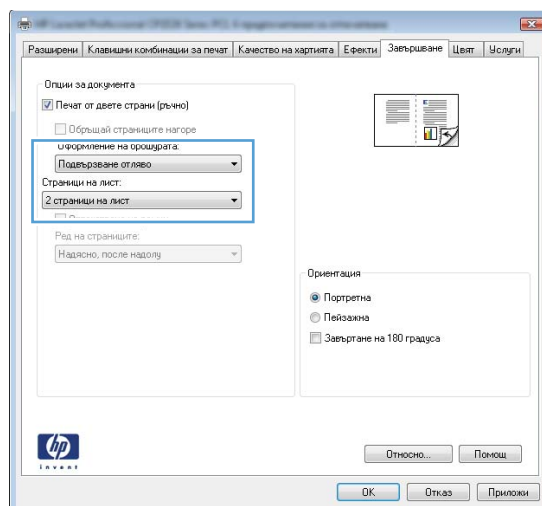 Разширени Клавишни комбинации за печат Качество на хартията Ефекти Завършване Цвят Услуги
Опции за документа
Печат от двете страни (ръчно)
Обръщай страниците нагоре
Оформление на брошурата:
Подвързване отляво
Страници на лист:
2 страници на лист
Ред на страниците:
Надясно, после надолу
Ориентация
Портретна
Пейзажна
Завъртане на 180 градуса
hp
invent
Относно... Помощ
OK Отказ Приложи